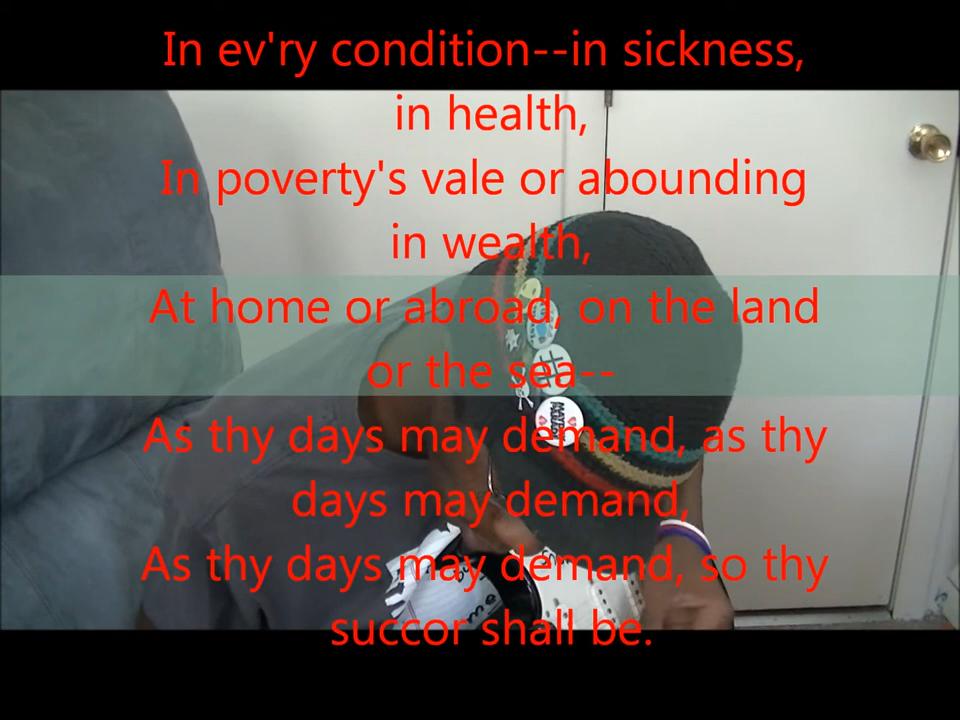 In ev'ry condition--in sickness,
in health,
In poverty's vale or abounding
in wealth,
At home or abroad, on the land
or the sea--
As thy days may demand, as thy
days may demand,
As thy days may demand, so thy
succor shall be.